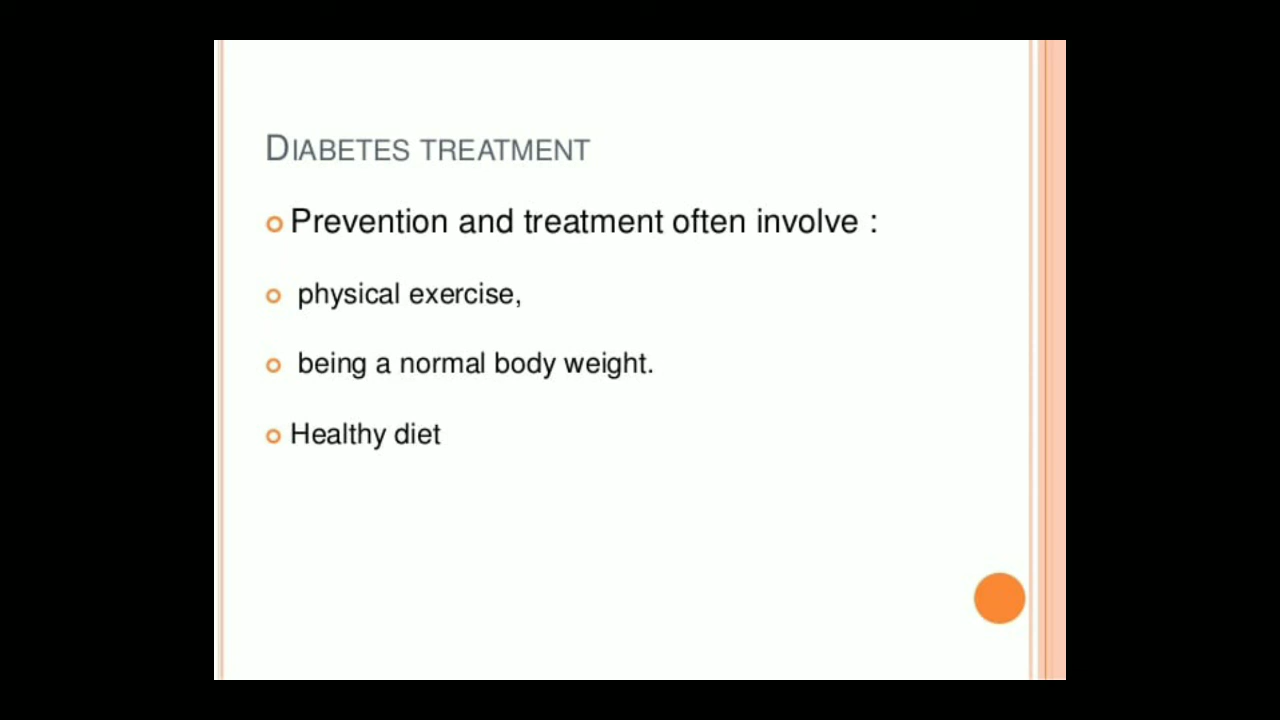 DIABETES TREATMENT
Prevention and treatment often involve :
physical exercise,
being a normal body weight.
Healthy diet